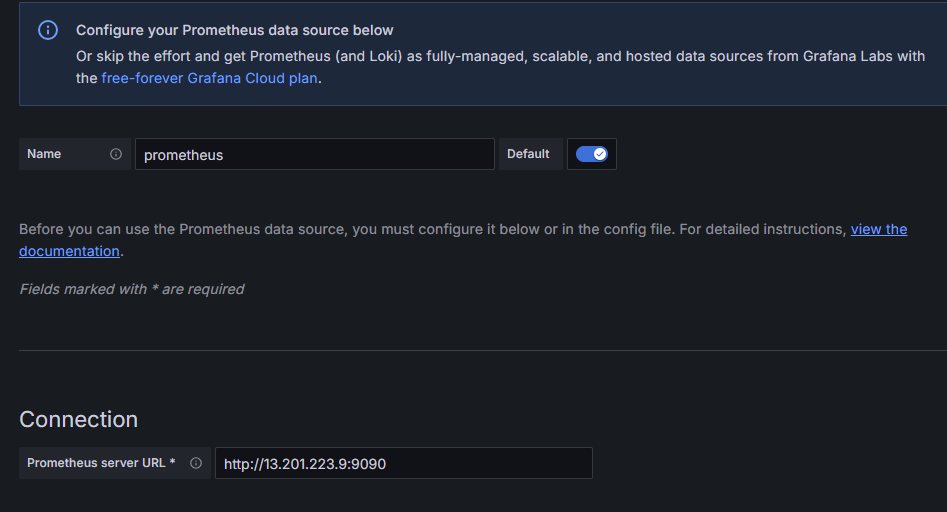 Configure your Prometheus data source below
Or skip the effort and get Prometheus (and Loki) as fully-managed, scalable, and hosted data sources from Grafana Labs with
the free-forever Grafana Cloud plan.
Name prometheus Default
Before you can use the Prometheus data source, you must configure it below or in the config file. For detailed instructions, view the
documentation.
Fields marked with * are required
Connection
Prometheus server URL * http://13.201.223.9:9090